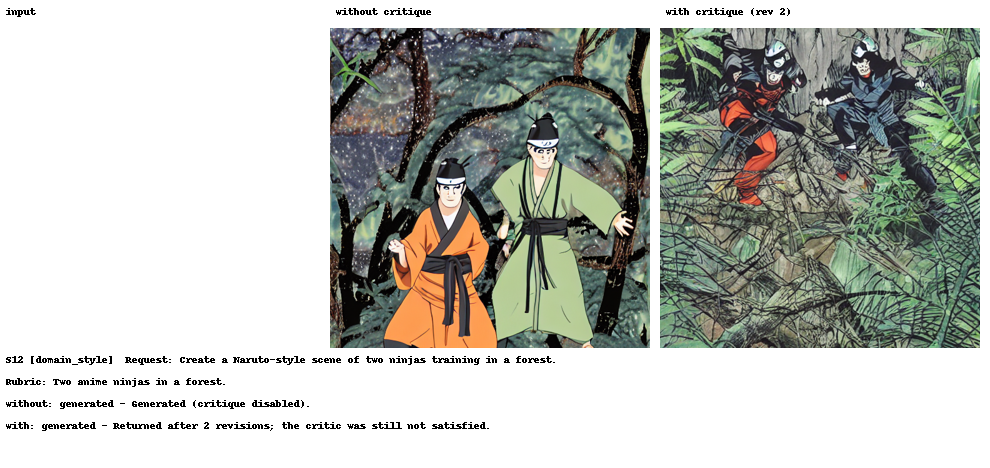 input
without critique
with critique (rev 2)
S12 [domain_style]  Request: Create a Naruto-style scene of two ninjas training in a forest.
Rubric: Two anime ninjas in a forest.
without: generated - Generated (critique disabled).
with: generated - Returned after 2 revisions; the critic was still not satisfied.